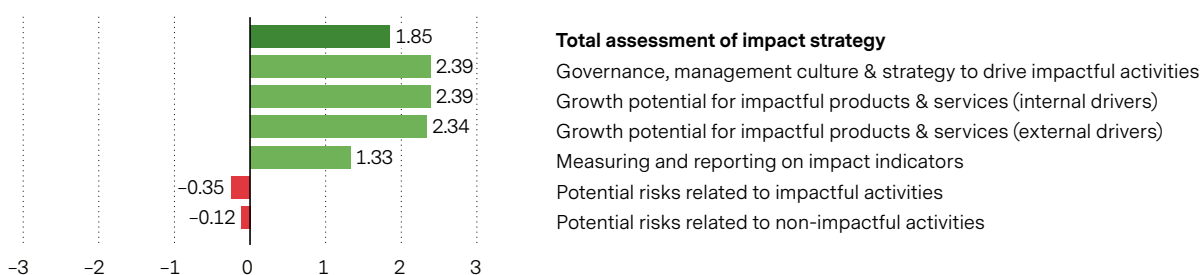 1.85 Total assessment of impact strategy
2.39 Governance, management culture & strategy to drive impactful activities
2.39 Growth potential for impactful products & services (internal drivers)
2.34 Growth potential for impactful products & services (external drivers)
1.33 Measuring and reporting on impact indicators
–0.35 Potential risks related to impactful activities
–0.12 Potential risks related to non-impactful activities
–3 –2 –1 0 1 2 3